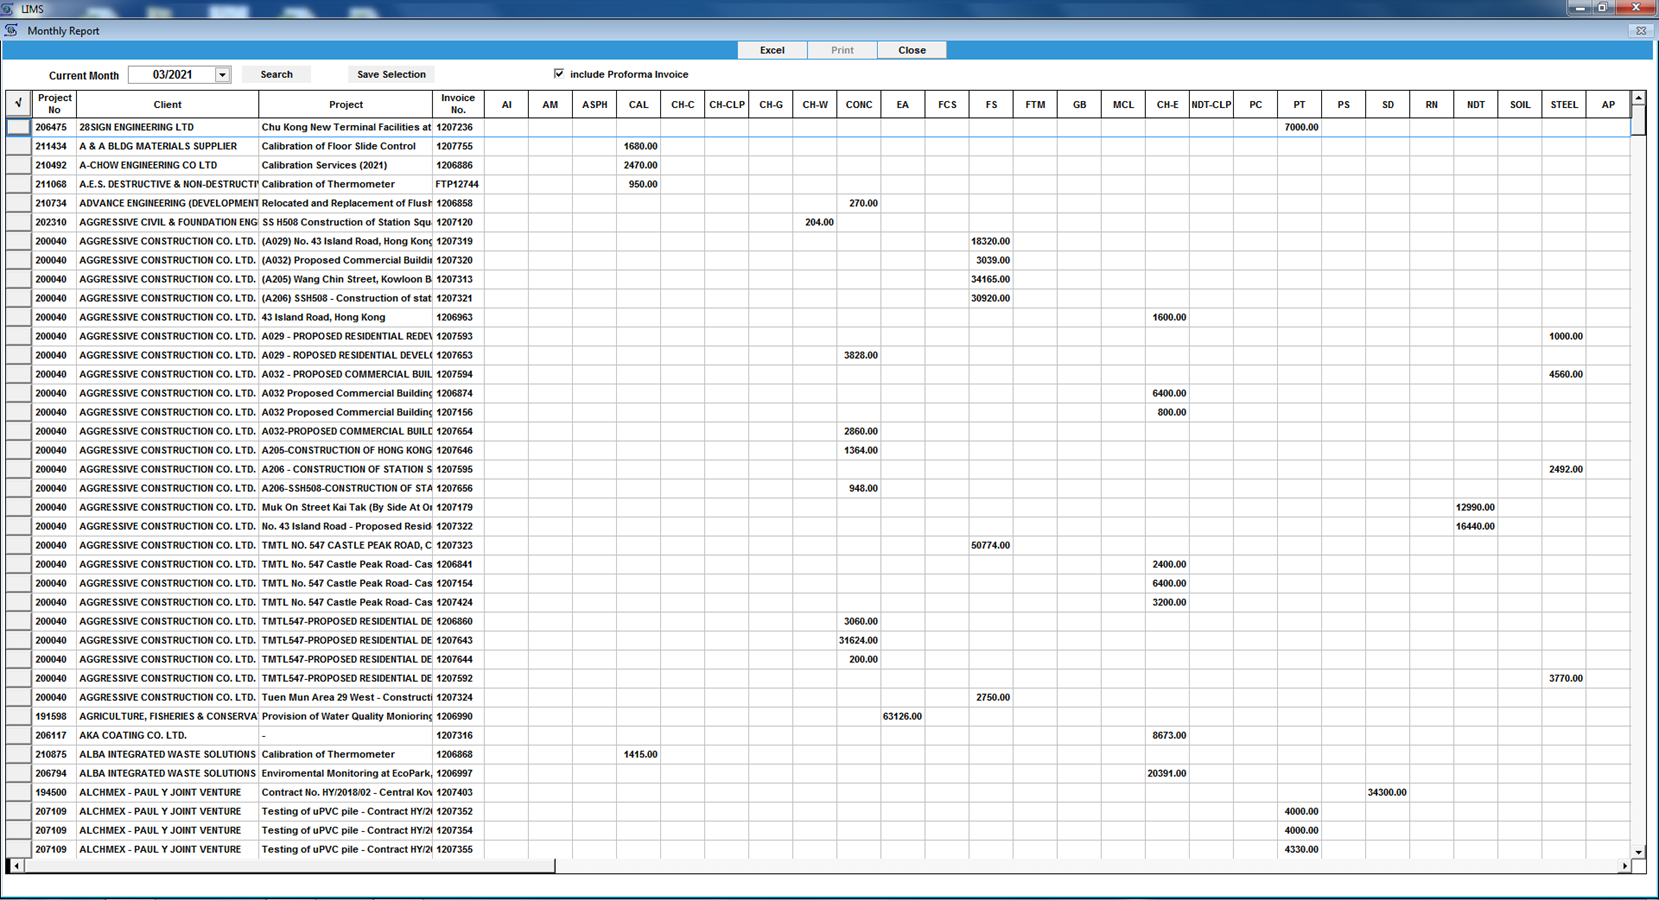 LIMS
Monthly Report
Excel Print Close
Current Month 03/2021 Search Save Selection include Proforma Invoice
√ Project No Client Project Invoice No. AI AM ASPH CAL CH-C CH-CLP CH-G CH-W CONC EA FCS FS FTM GB MCL CH-E NDT-CLP PC PT PS SD RN NDT SOIL STEEL AP
206475 28SIGN ENGINEERING LTD Chu Kong New Terminal Facilities at 1207236 7000.00
211434 A & A BLDG MATERIALS SUPPLIER Calibration of Floor Slide Control 1207755 1680.00
210492 A-CHOW ENGINEERING CO LTD Calibration Services (2021) 1206886 2470.00
211068 A.E.S. DESTRUCTIVE & NON-DESTRUCTI Calibration of Thermometer FTP12744 950.00
210734 ADVANCE ENGINEERING (DEVELOPMENT Relocated and Replacement of Flush 1206858 270.00
202310 AGGRESSIVE CIVIL & FOUNDATION ENG SS H508 Construction of Station Squ 1207120 204.00
200040 AGGRESSIVE CONSTRUCTION CO. LTD. (A029) No. 43 Island Road, Hong Kong 1207319 18320.00
200040 AGGRESSIVE CONSTRUCTION CO. LTD. (A032) Proposed Commercial Buildin 1207320 3039.00
200040 AGGRESSIVE CONSTRUCTION CO. LTD. (A205) Wang Chin Street, Kowloon B 1207313 34165.00
200040 AGGRESSIVE CONSTRUCTION CO. LTD. (A206) SSH508 - Construction of stat 1207321 30920.00
200040 AGGRESSIVE CONSTRUCTION CO. LTD. 43 Island Road, Hong Kong 1206963 1600.00
200040 AGGRESSIVE CONSTRUCTION CO. LTD. A029 - PROPOSED RESIDENTIAL REDEV 1207593 1000.00
200040 AGGRESSIVE CONSTRUCTION CO. LTD. A029 - ROPOSED RESIDENTIAL DEVELO 1207653 3828.00
200040 AGGRESSIVE CONSTRUCTION CO. LTD. A032 - PROPOSED COMMERCIAL BUIL 1207594 4560.00
200040 AGGRESSIVE CONSTRUCTION CO. LTD. A032 Proposed Commercial Building 1206874 6400.00
200040 AGGRESSIVE CONSTRUCTION CO. LTD. A032 Proposed Commercial Building 1207156 800.00
200040 AGGRESSIVE CONSTRUCTION CO. LTD. A032-PROPOSED COMMERCIAL BUILD 1207654 2860.00
200040 AGGRESSIVE CONSTRUCTION CO. LTD. A205-CONSTRUCTION OF HONG KONG 1207646 1364.00
200040 AGGRESSIVE CONSTRUCTION CO. LTD. A206 - CONSTRUCTION OF STATION S 1207595 2492.00
200040 AGGRESSIVE CONSTRUCTION CO. LTD. A206-SSH508-CONSTRUCTION OF STA 1207656 948.00
200040 AGGRESSIVE CONSTRUCTION CO. LTD. Muk On Street Kai Tak (By Side At Or 1207179 12990.00
200040 AGGRESSIVE CONSTRUCTION CO. LTD. No. 43 Island Road - Proposed Resid 1207322 16440.00
200040 AGGRESSIVE CONSTRUCTION CO. LTD. TMTL NO. 547 CASTLE PEAK ROAD, C 1207323 50774.00
200040 AGGRESSIVE CONSTRUCTION CO. LTD. TMTL No. 547 Castle Peak Road- Cas 1206841 2400.00
200040 AGGRESSIVE CONSTRUCTION CO. LTD. TMTL No. 547 Castle Peak Road- Cas 1207154 6400.00
200040 AGGRESSIVE CONSTRUCTION CO. LTD. TMTL No. 547 Castle Peak Road- Cas 1207424 3200.00
200040 AGGRESSIVE CONSTRUCTION CO. LTD. TMTL547-PROPOSED RESIDENTIAL DE 1206860 3060.00
200040 AGGRESSIVE CONSTRUCTION CO. LTD. TMTL547-PROPOSED RESIDENTIAL DE 1207643 31624.00
200040 AGGRESSIVE CONSTRUCTION CO. LTD. TMTL547-PROPOSED RESIDENTIAL DE 1207644 200.00
200040 AGGRESSIVE CONSTRUCTION CO. LTD. TMTL547-PROPOSED RESIDENTIAL DE 1207592 3770.00
200040 AGGRESSIVE CONSTRUCTION CO. LTD. Tuen Mun Area 29 West - Constructi 1207324 2750.00
191598 AGRICULTURE, FISHERIES & CONSERVA Provision of Water Quality Monioring 1206990 63126.00
206117 AKA COATING CO. LTD. - 1207316 8673.00
210875 ALBA INTEGRATED WASTE SOLUTIONS Calibration of Thermometer 1206868 1415.00
206794 ALBA INTEGRATED WASTE SOLUTIONS Enviromental Monitoring at EcoPark, 1206997 20391.00
194500 ALCHMEX - PAUL Y JOINT VENTURE Contract No. HY/2018/02 - Central Kov 1207403 34300.00
207109 ALCHMEX - PAUL Y JOINT VENTURE Testing of uPVC pile - Contract HY/20 1207352 4000.00
207109 ALCHMEX - PAUL Y JOINT VENTURE Testing of uPVC pile - Contract HY/20 1207354 4000.00
207109 ALCHMEX - PAUL Y JOINT VENTURE Testing of uPVC pile - Contract HY/20 1207355 4330.00